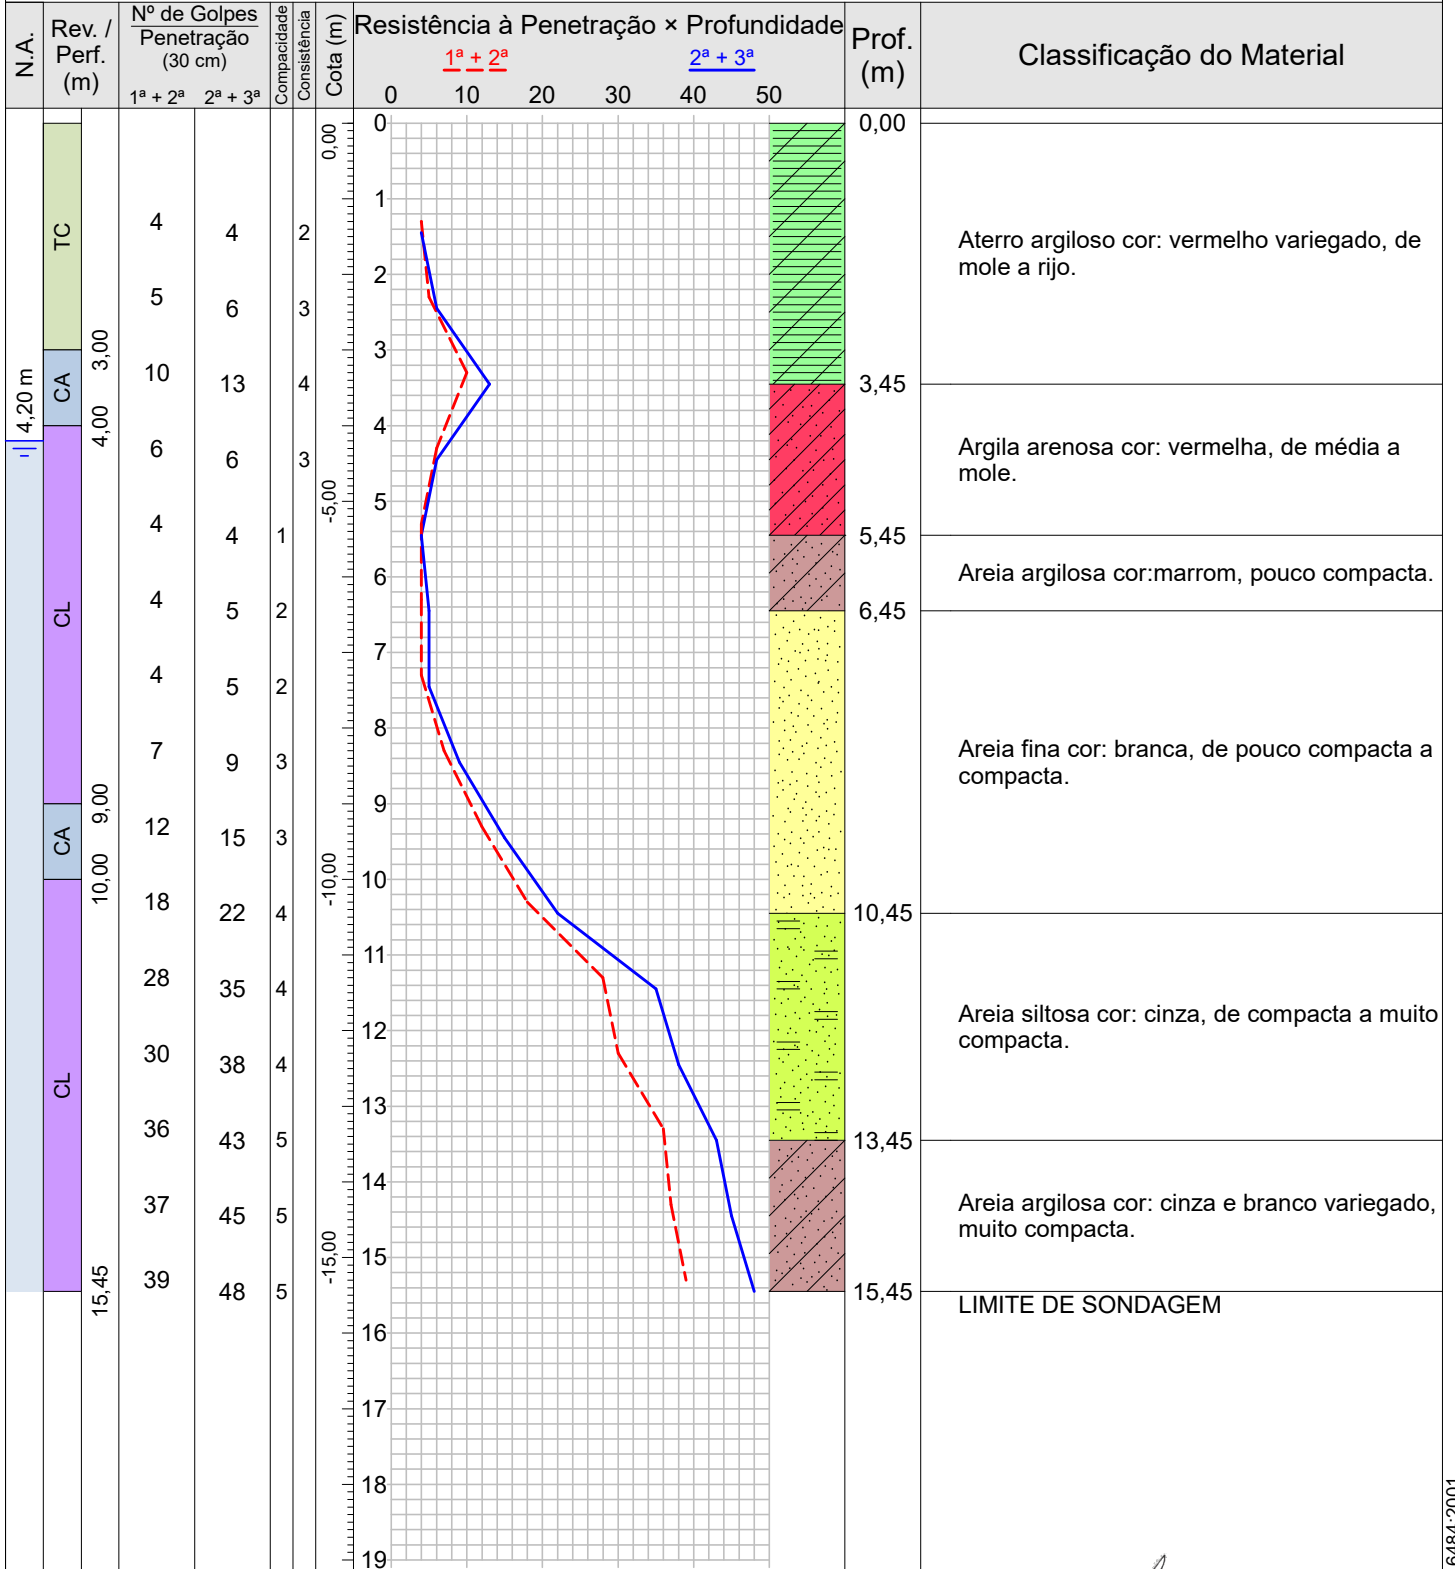 N.A.
Rev. /
Perf.
(m)
Nº de Golpes
Penetração
(30 cm)
1ª + 2ª 2ª + 3ª
Compacidade
Consistência
Cota (m)
Resistência à Penetração × Profundidade
1ª + 2ª 2ª + 3ª
0 10 20 30 40 50
Prof.
(m)
Classificação do Material
0,00 0 0,00
1
TC 4 4 2 Aterro argiloso cor: vermelho variegado, de
mole a rijo.
2
5 6 3
3,00 3
CA 10 13 4 3,45
4,20 m 4,00 4
6 6 3 Argila arenosa cor: vermelha, de média a
mole.
-5,00 5
4 4 1 5,45
Areia argilosa cor:marrom, pouco compacta.
6
CL 4 5 2 6,45
7
4 5 2
8
7 9 3 Areia fina cor: branca, de pouco compacta a
compacta.
9,00 9
CA 12 15 3
10,00 -10,00 10
18 22 4 10,45
11
28 35 4 Areia siltosa cor: cinza, de compacta a muito
compacta.
12
30 38 4
CL 13
36 43 5 13,45
14
37 45 5 Areia argilosa cor: cinza e branco variegado,
muito compacta.
-15,00 15
15,45 39 48 5 15,45
LIMITE DE SONDAGEM
16
17
18
19
6484:2001